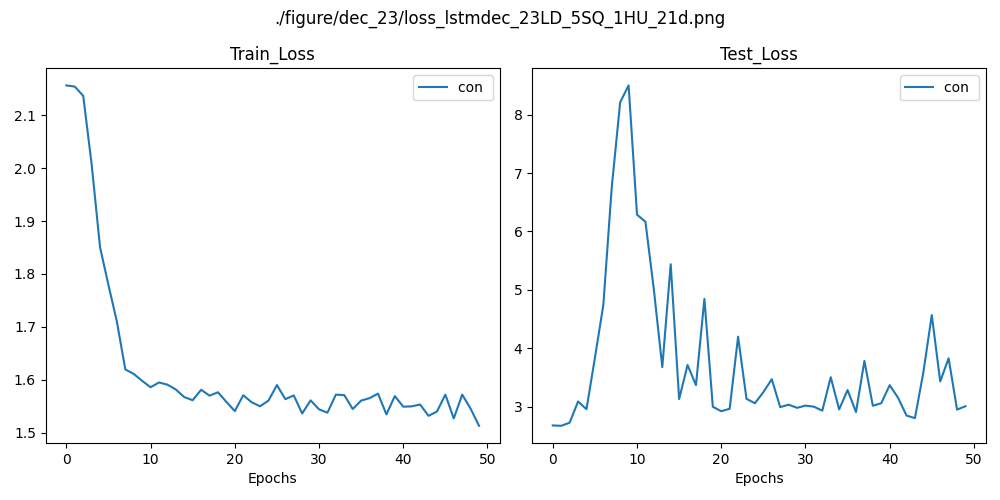 ./figure/dec_23/loss_lstmdec_23LD_5SQ_1HU_21d.png
Train_Loss
con
2.1
2.0
1.9
1.8
1.7
1.6
1.5
0 10 20 30 40 50
Epochs
Test_Loss
con
8
7
6
5
4
3
0 10 20 30 40 50
Epochs